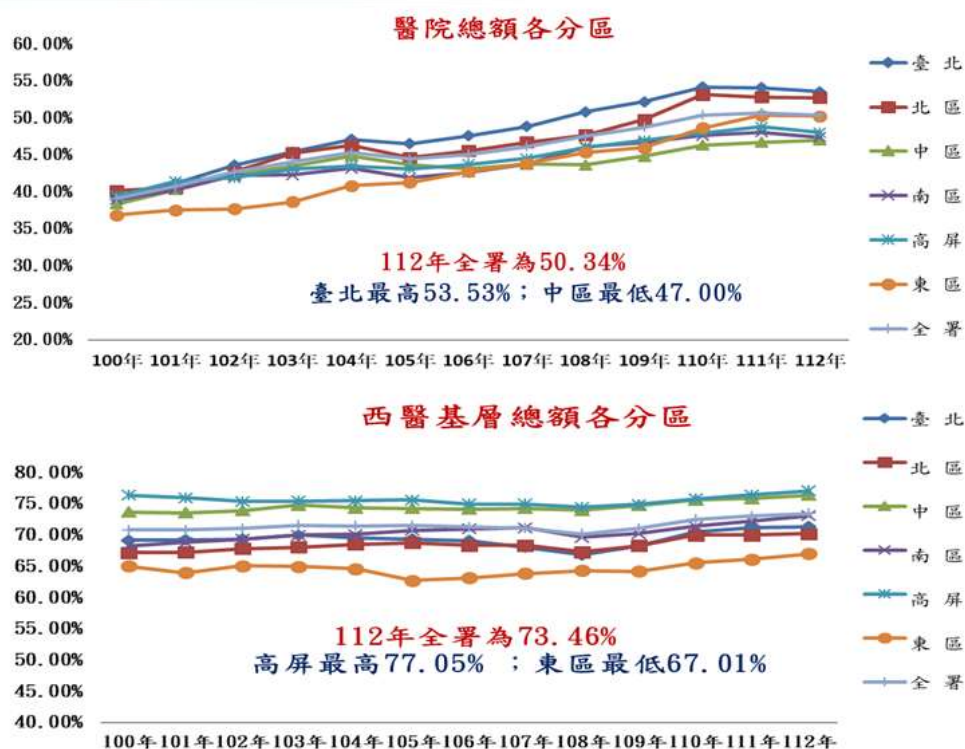 醫院總額各分區
60.00%
55.00%
50.00%
45.00%
40.00%
35.00%
30.00%
25.00%
20.00%
臺 北
北 區
中 區
南 區
高 屏
東 區
全 署
112年全署為50.34%
臺北最高53.53%；中區最低47.00%
100年 101年 102年 103年 104年 105年 106年 107年 108年 109年 110年 111年 112年
西醫基層總額各分區
80.00%
75.00%
70.00%
65.00%
60.00%
55.00%
50.00%
45.00%
40.00%
臺 北
北 區
中 區
南 區
高 屏
東 區
全 署
112年全署為73.46%
高屏最高77.05% ；東區最低67.01%
100年 101年 102年 103年 104年 105年 106年 107年 108年 109年 110年 111年 112年